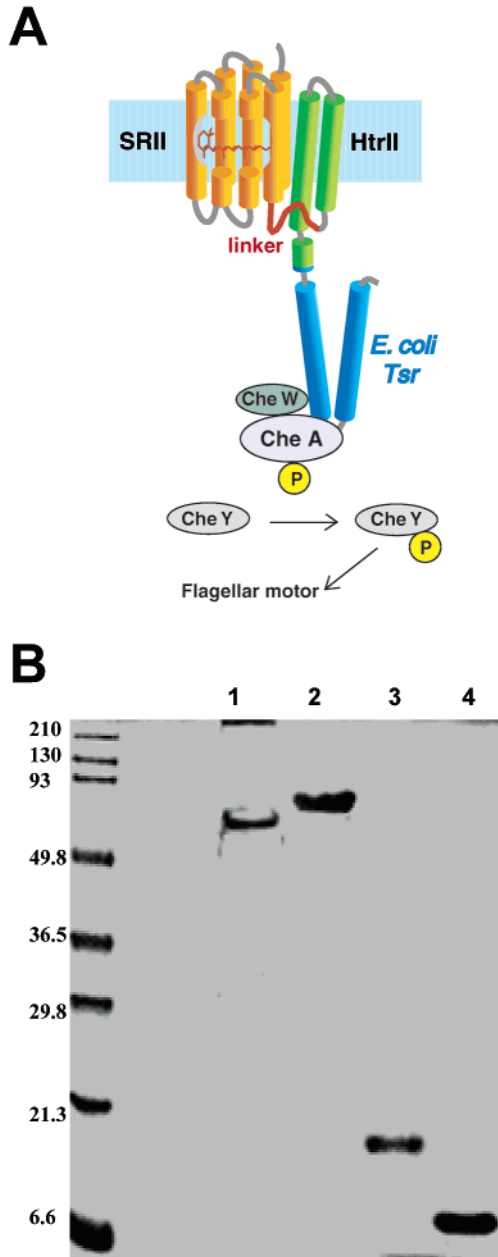 A
SRII
HtrII
linker
E. coli
Tsr
Che W
Che A
P
Che Y
Che Y
P
Flagellar motor
B
1 2 3 4
210
130
93
49.8
36.5
29.8
21.3
6.6